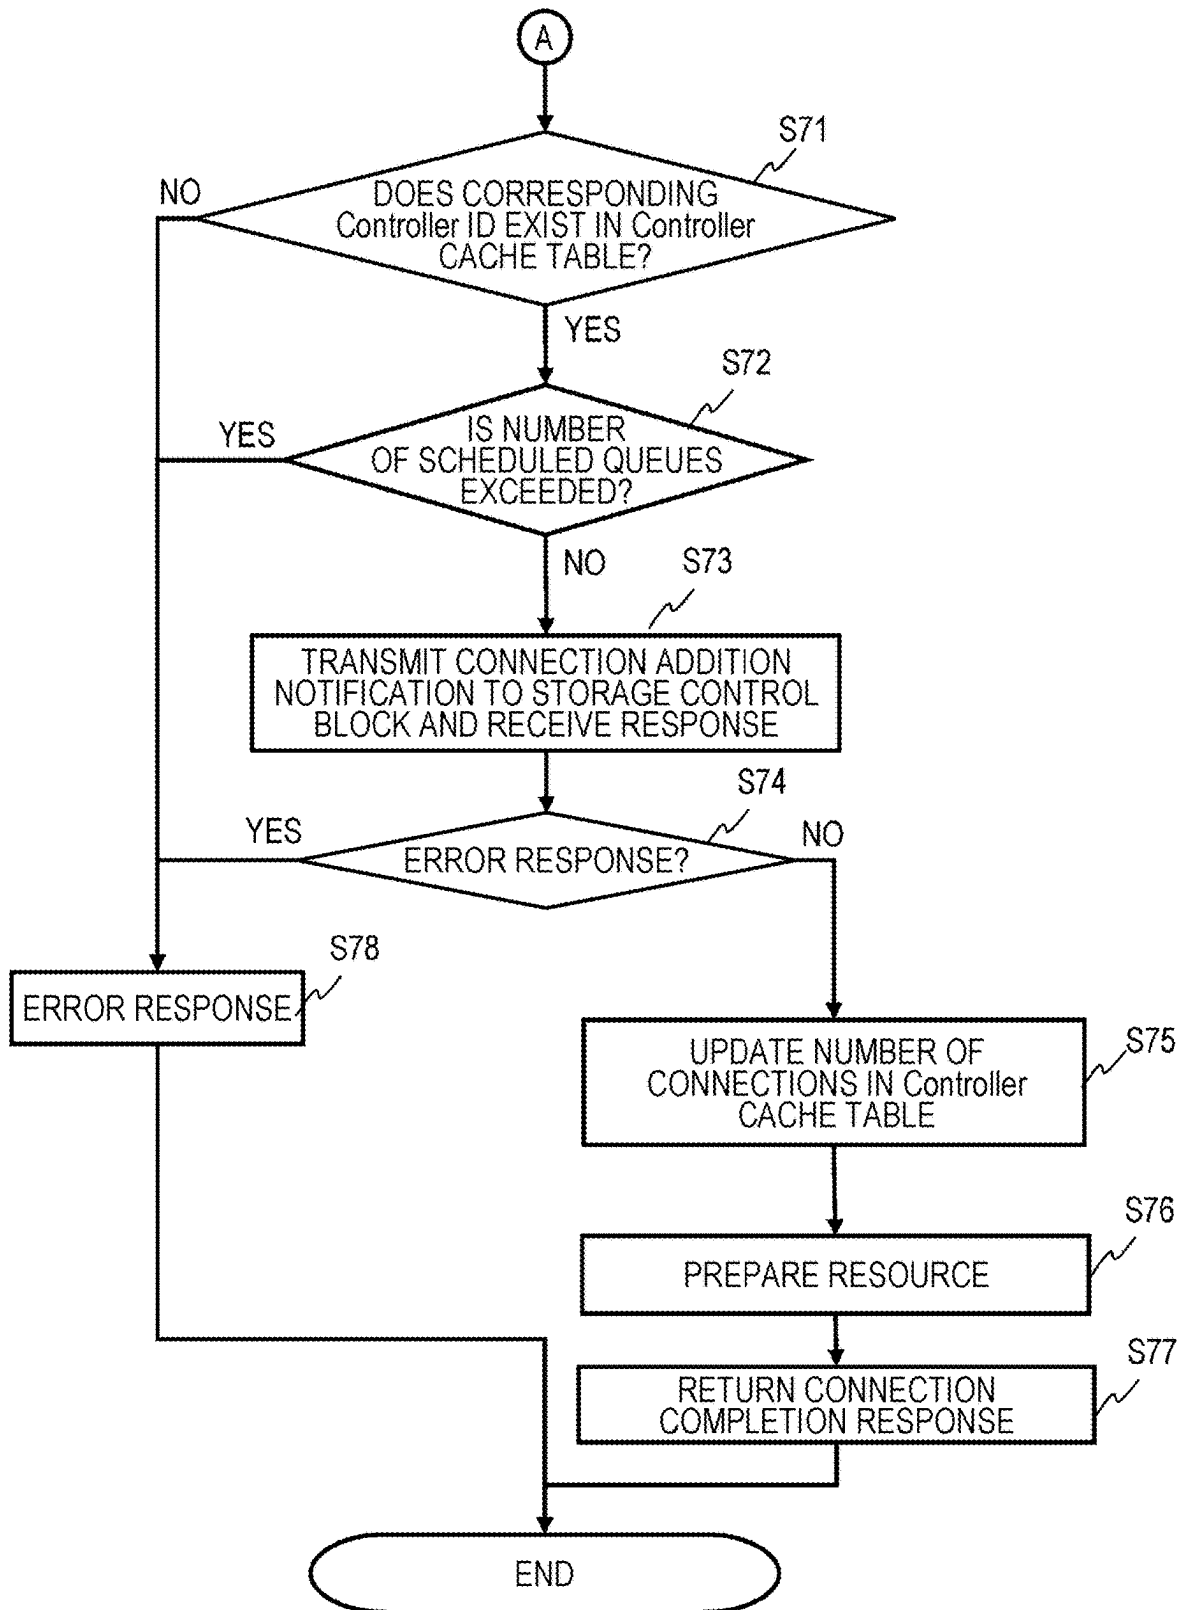 A
S71
NO
DOES CORRESPONDING
Controller ID EXIST IN Controller
CACHE TABLE?
YES
S72
YES
IS NUMBER
OF SCHEDULED QUEUES
EXCEEDED?
NO
S73
TRANSMIT CONNECTION ADDITION
NOTIFICATION TO STORAGE CONTROL
BLOCK AND RECEIVE RESPONSE
S74
YES
NO
ERROR RESPONSE?
S78
ERROR RESPONSE
S75
UPDATE NUMBER OF
CONNECTIONS IN Controller
CACHE TABLE
S76
PREPARE RESOURCE
S77
RETURN CONNECTION
COMPLETION RESPONSE
END